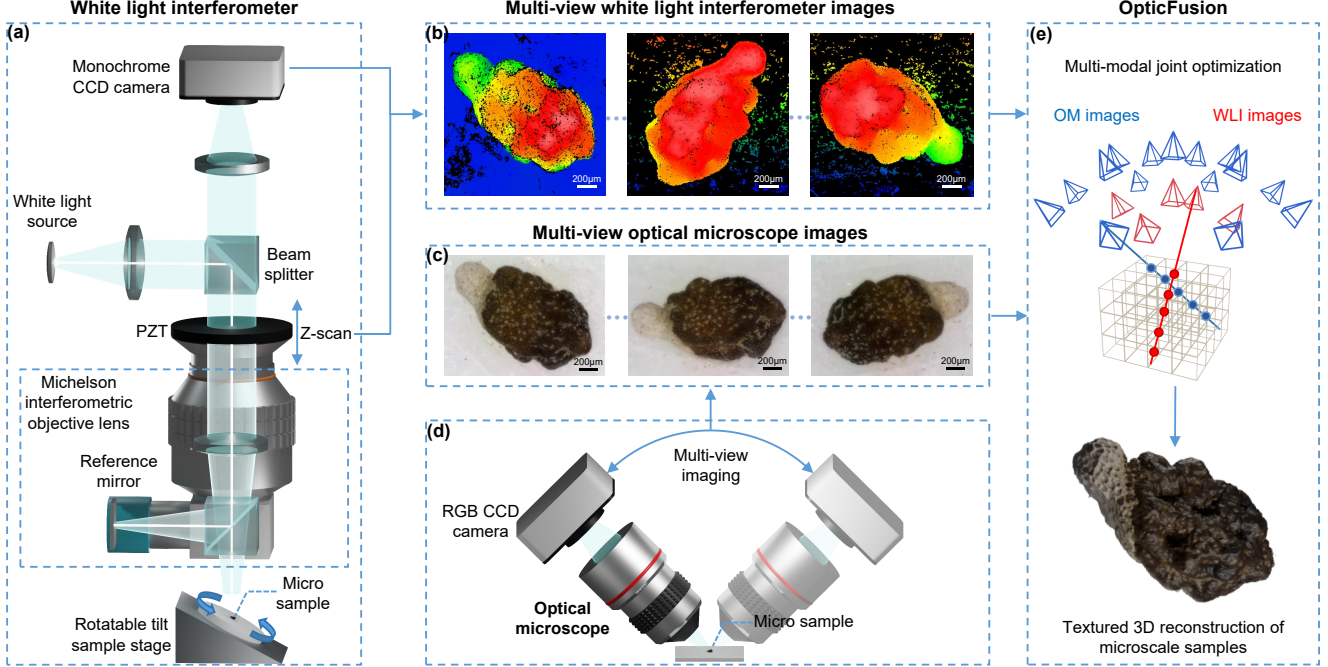 White light interferometer
(a)
Monochrome
CCD camera
White light
source
Beam
splitter
PZT
Z-scan
Michelson
interferometric
objective lens
Reference
mirror
Micro
sample
Rotatable tilt
sample stage
Multi-view white light interferometer images
(b)
200μm
200μm
200μm
Multi-view optical microscope images
(c)
200μm
200μm
200μm
(d)
Multi-view
imaging
RGB CCD
camera
Optical
microscope
Micro sample
OpticFusion
(e)
Multi-modal joint optimization
OM images
WLI images
Textured 3D reconstruction of
microscale samples